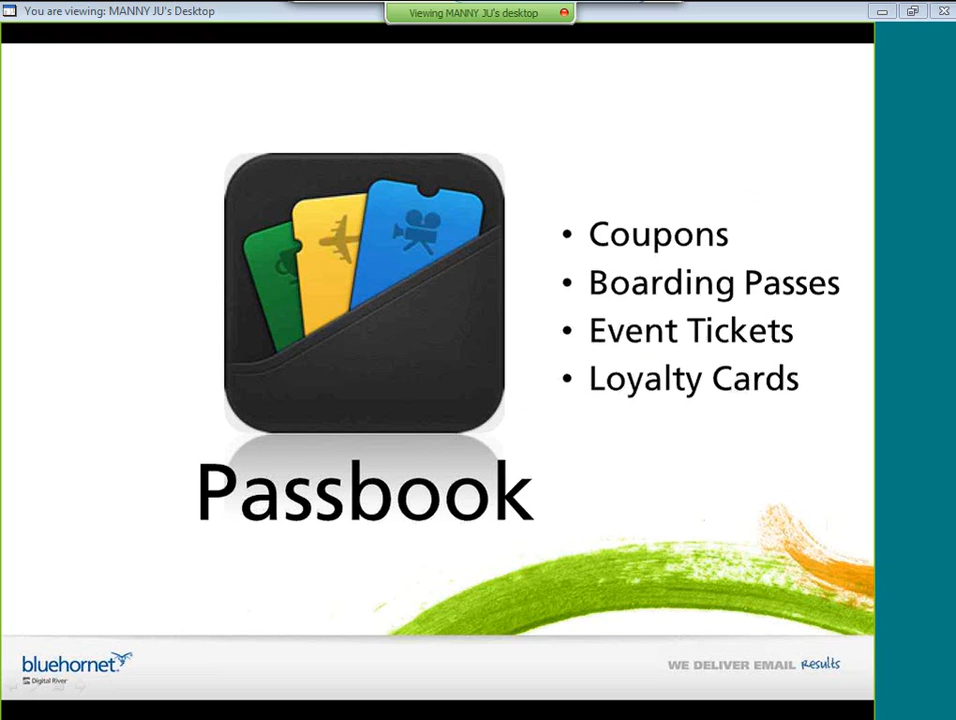 You are viewing: MANNY JU's Desktop
Viewing MANNY JU's desktop
• Coupons
• Boarding Passes
• Event Tickets
• Loyalty Cards
Passbook
bluehornet
Digital River
WE DELIVER EMAIL Results